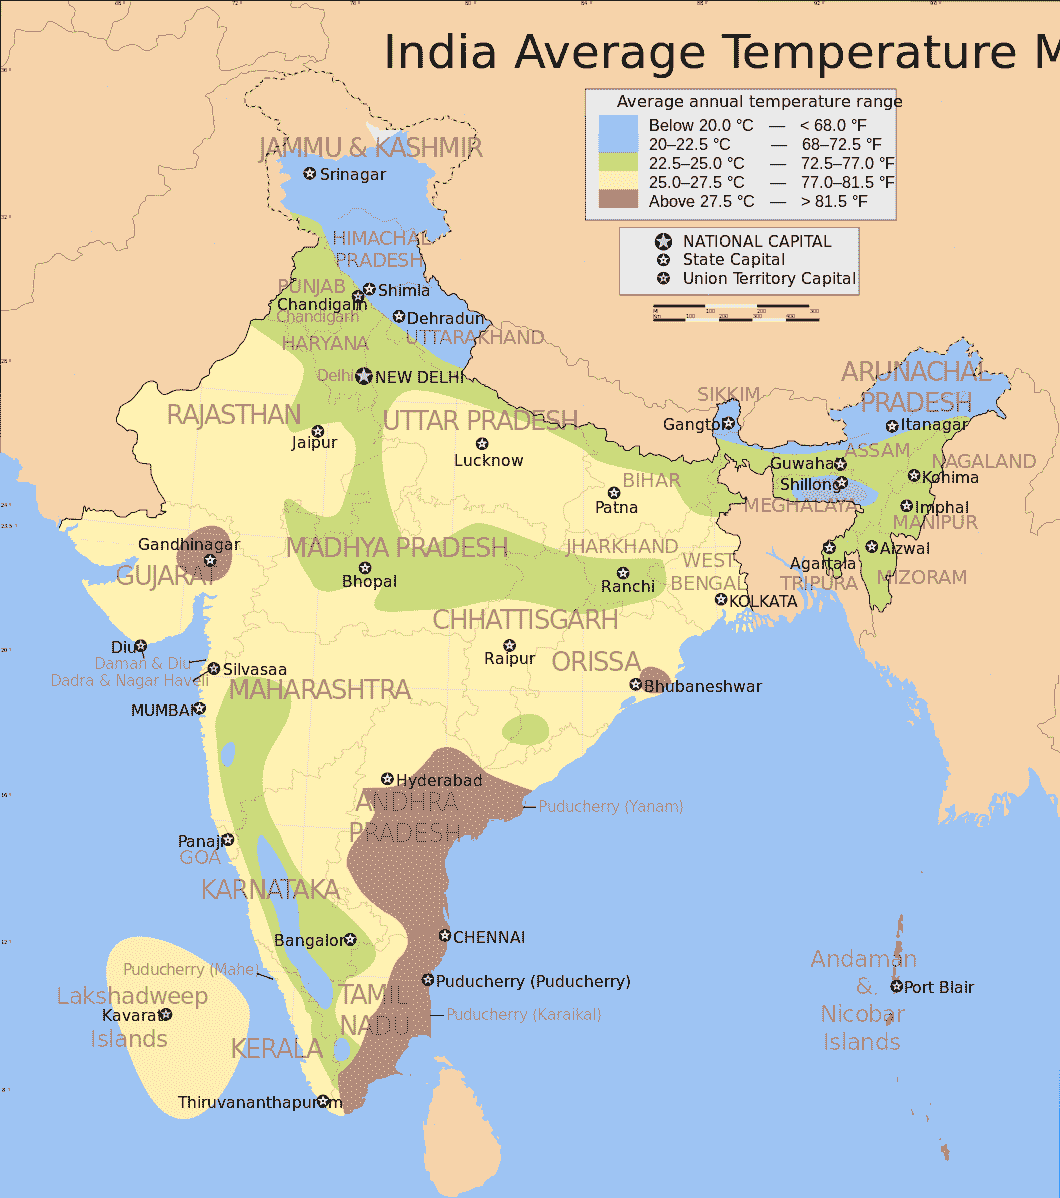 India Average Temperature M
Average annual temperature range
Below 20.0 °C — < 68.0 °F
20–22.5 °C — 68–72.5 °F
22.5–25.0 °C — 72.5–77.0 °F
25.0–27.5 °C — 77.0–81.5 °F
Above 27.5 °C — > 81.5 °F
NATIONAL CAPITAL
State Capital
Union Territory Capital
JAMMU & KASHMIR
Srinagar
HIMACHAL
PRADESH
PUNJAB
Shimla
Chandigarh
Chandigarh
Dehradun
UTTARAKHAND
HARYANA
Delhi
NEW DELHI
ARUNACHAL
PRADESH
SIKKIM
RAJASTHAN
UTTAR PRADESH
Gangtok
Itanagar
Jaipur
Lucknow
ASSAM
Guwahati
NAGALAND
BIHAR
Shillong
Kohima
Patna
MEGHALAYA
Imphal
MANIPUR
Gandhinagar
MADHYA PRADESH
JHARKHAND
WEST
BENGAL
Agartala
Aizwal
GUJARAT
Bhopal
Ranchi
TRIPURA
MIZORAM
KOLKATA
CHHATTISGARH
Diu
Raipur
ORISSA
Daman & Diu
Silvasaa
Dadra & Nagar Haveli
MAHARASHTRA
Bhubaneshwar
MUMBAI
Hyderabad
ANDHRA
PRADESH
Puducherry (Yanam)
Panaji
GOA
KARNATAKA
Bangalore
CHENNAI
Puducherry (Mahe)
Puducherry (Puducherry)
Lakshadweep
Kavarati
Islands
TAMIL
NADU
Puducherry (Karaikal)
KERALA
Thiruvananthapuram
Andaman
&
Nicobar
Islands
Port Blair